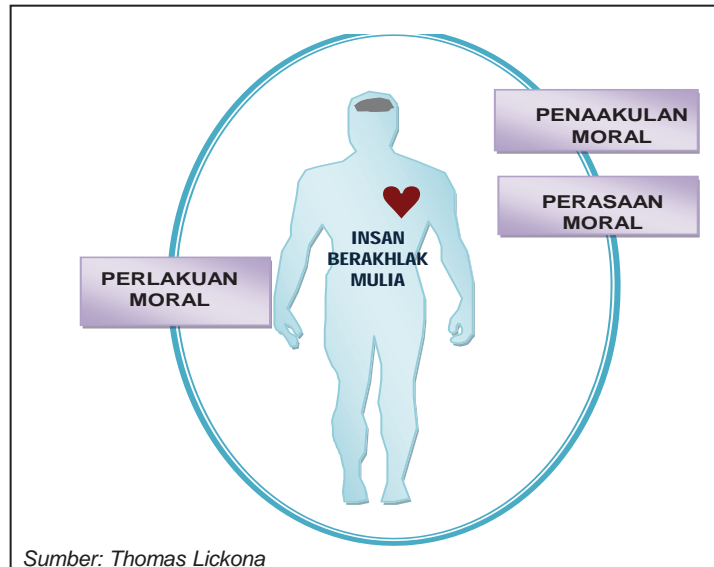 PENAAKULAN
MORAL
PERASAAN
MORAL
INSAN
BERAKHLAK
MULIA
PERLAKUAN
MORAL
Sumber: Thomas Lickona